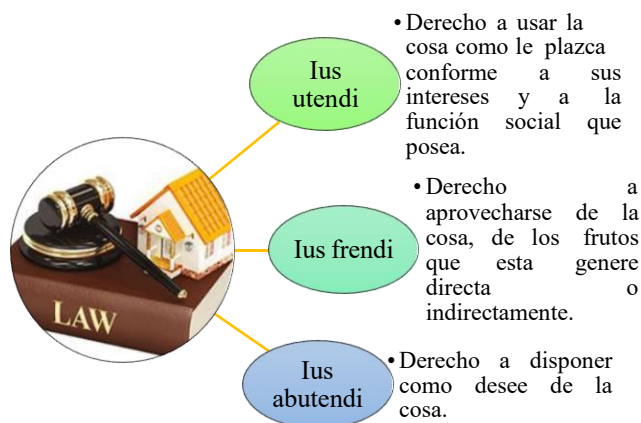 LAW
Ius
utendi
• Derecho a usar la
cosa como le plazca
conforme a sus
intereses y a la
función social que
posea.
Ius frendi
• Derecho a
aprovecharse de la
cosa, de los frutos
que esta genere
directa o
indirectamente.
Ius
abutendi
• Derecho a disponer
como desee de la
cosa.